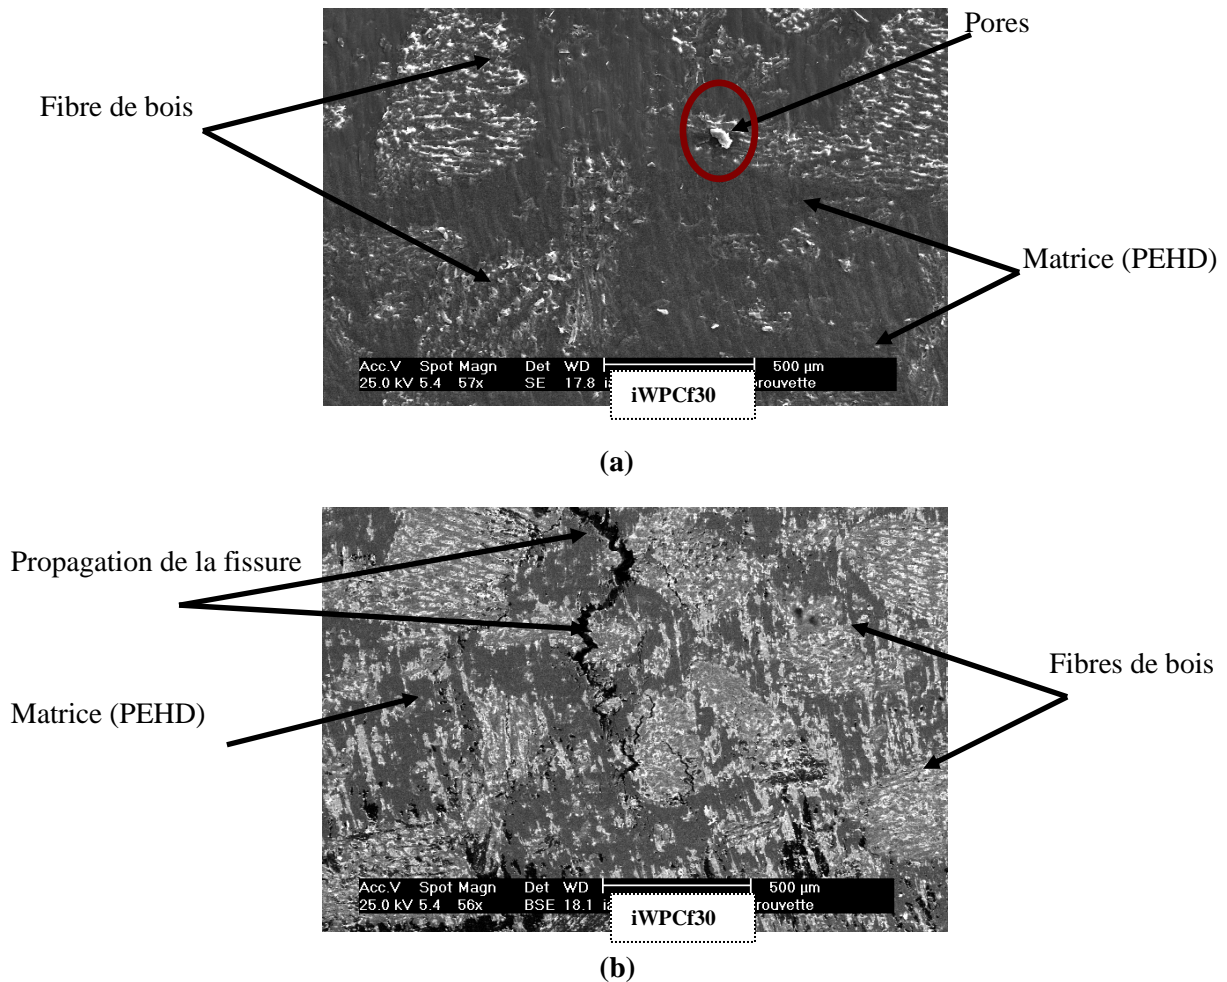 Pores
Fibre de bois
Matrice (PEHD)
Acc.V Spot Magn Det WD 500 µm
25.0 kV 5.4 57x SE 17.8 rouvette
iWPCf30
(a)
Propagation de la fissure
Fibres de bois
Matrice (PEHD)
Acc.V Spot Magn Det WD 500 µm
25.0 kV 5.4 56x BSE 18.1 rouvette
iWPCf30
(b)